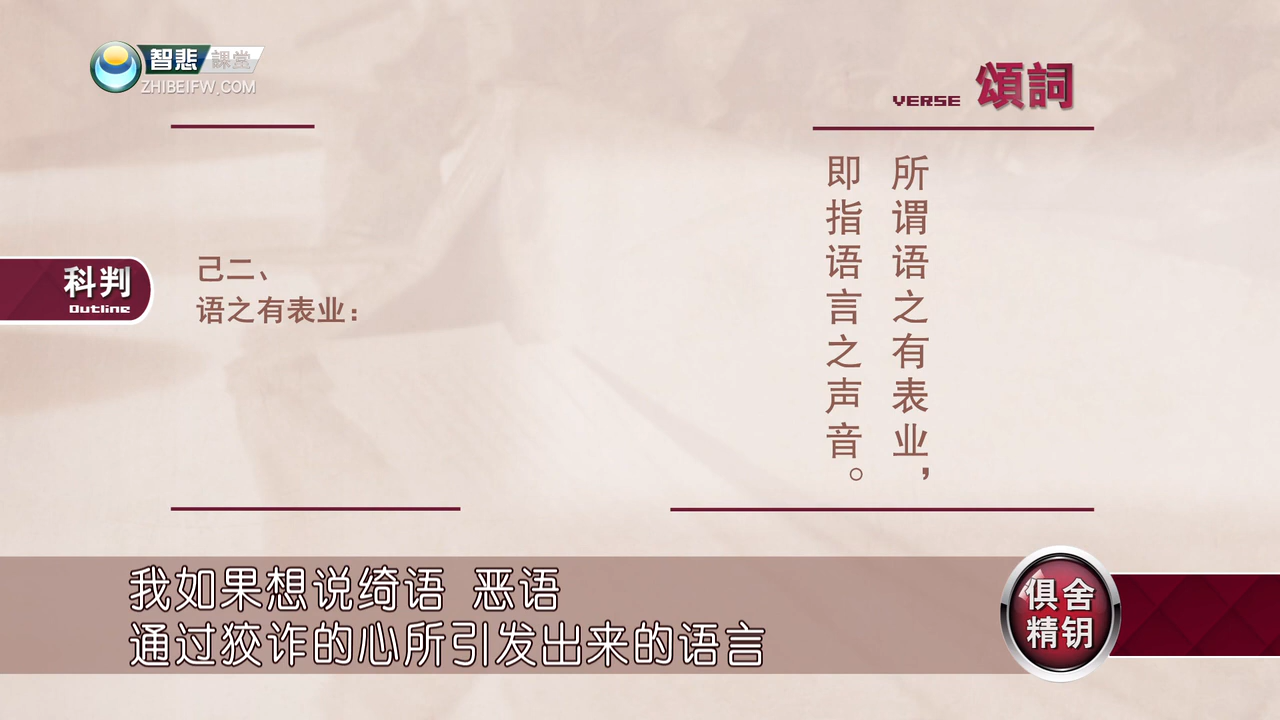 智悲 課堂
ZHIBEIFW.COM
VERSE 頌詞
所谓语之有表业，
即指语言之声音。
科判
Outline
己二、
语之有表业：
我如果想说绮语 恶语
通过狡诈的心所引发出来的语言
俱舍
精钥